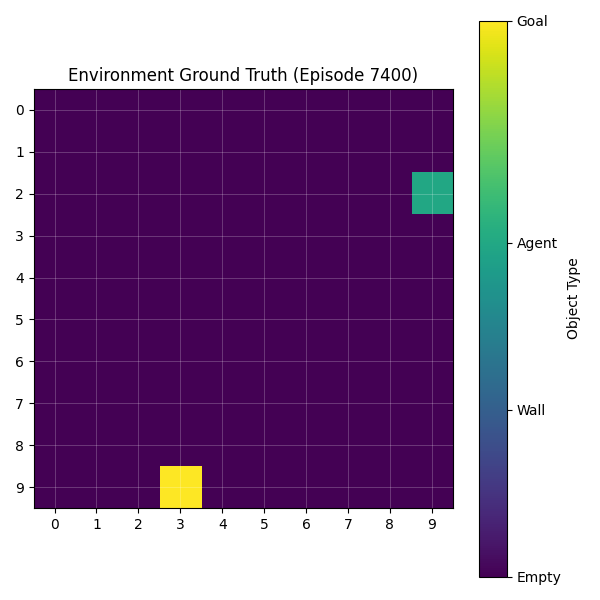 Environment Ground Truth (Episode 7400)
0
1
2
3
4
5
6
7
8
9
0 1 2 3 4 5 6 7 8 9
Goal
Agent
Wall
Empty
Object Type